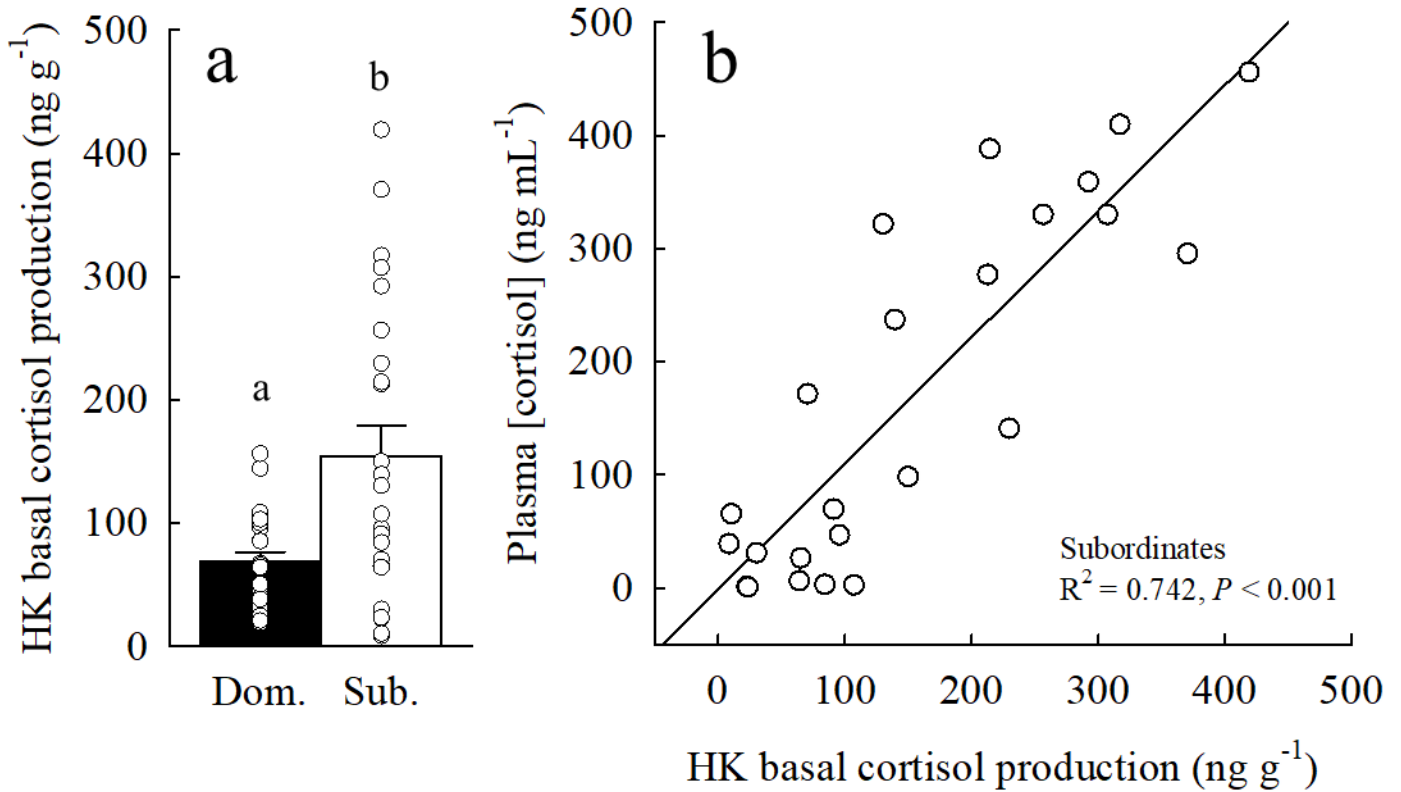 HK basal cortisol production (ng g⁻¹)
500
400
300
200
100
0
a
a
b
Dom. Sub.
Plasma [cortisol] (ng mL⁻¹)
500
400
300
200
100
0
b
Subordinates
R² = 0.742, P < 0.001
0 100 200 300 400 500
HK basal cortisol production (ng g⁻¹)